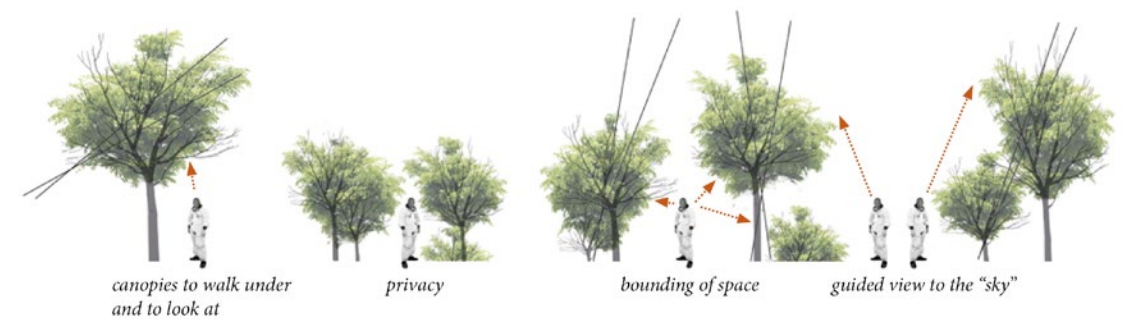 canopies to walk under
and to look at
privacy
bounding of space
guided view to the “sky”